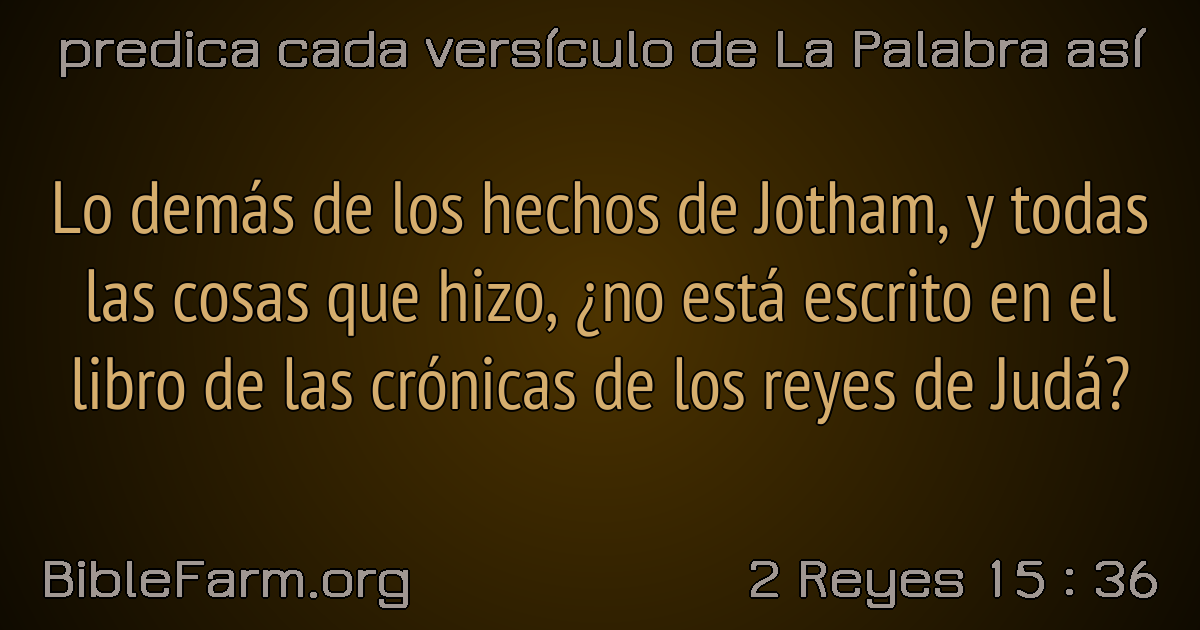 predica cada versículo de La Palabra así
Lo demás de los hechos de Jotham, y todas
las cosas que hizo, ¿no está escrito en el
libro de las crónicas de los reyes de Judá?
BibleFarm.org
2 Reyes 15 : 36